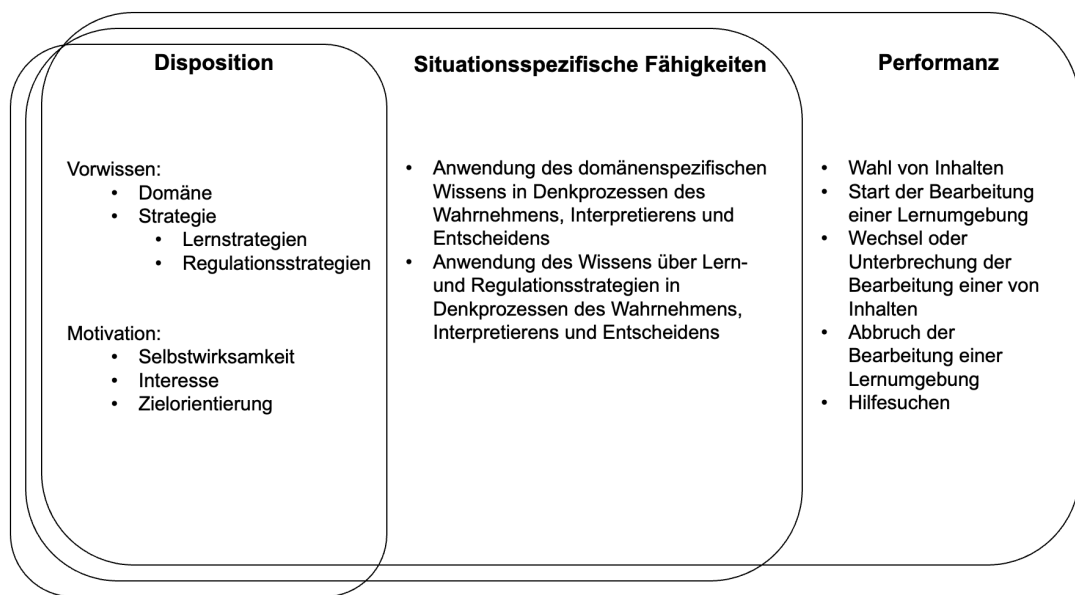 Disposition
Vorwissen:
• Domäne
• Strategie
• Lernstrategien
• Regulationsstrategien
Motivation:
• Selbstwirksamkeit
• Interesse
• Zielorientierung
Situationsspezifische Fähigkeiten
• Anwendung des domänenspezifischen
Wissens in Denkprozessen des
Wahrnehmens, Interpretierens und
Entscheidens
• Anwendung des Wissens über Lern-
und Regulationsstrategien in
Denkprozessen des Wahrnehmens,
Interpretierens und Entscheidens
Performanz
• Wahl von Inhalten
• Start der Bearbeitung
einer Lernumgebung
• Wechsel oder
Unterbrechung der
Bearbeitung einer von
Inhalten
• Abbruch der
Bearbeitung einer
Lernumgebung
• Hilfesuchen